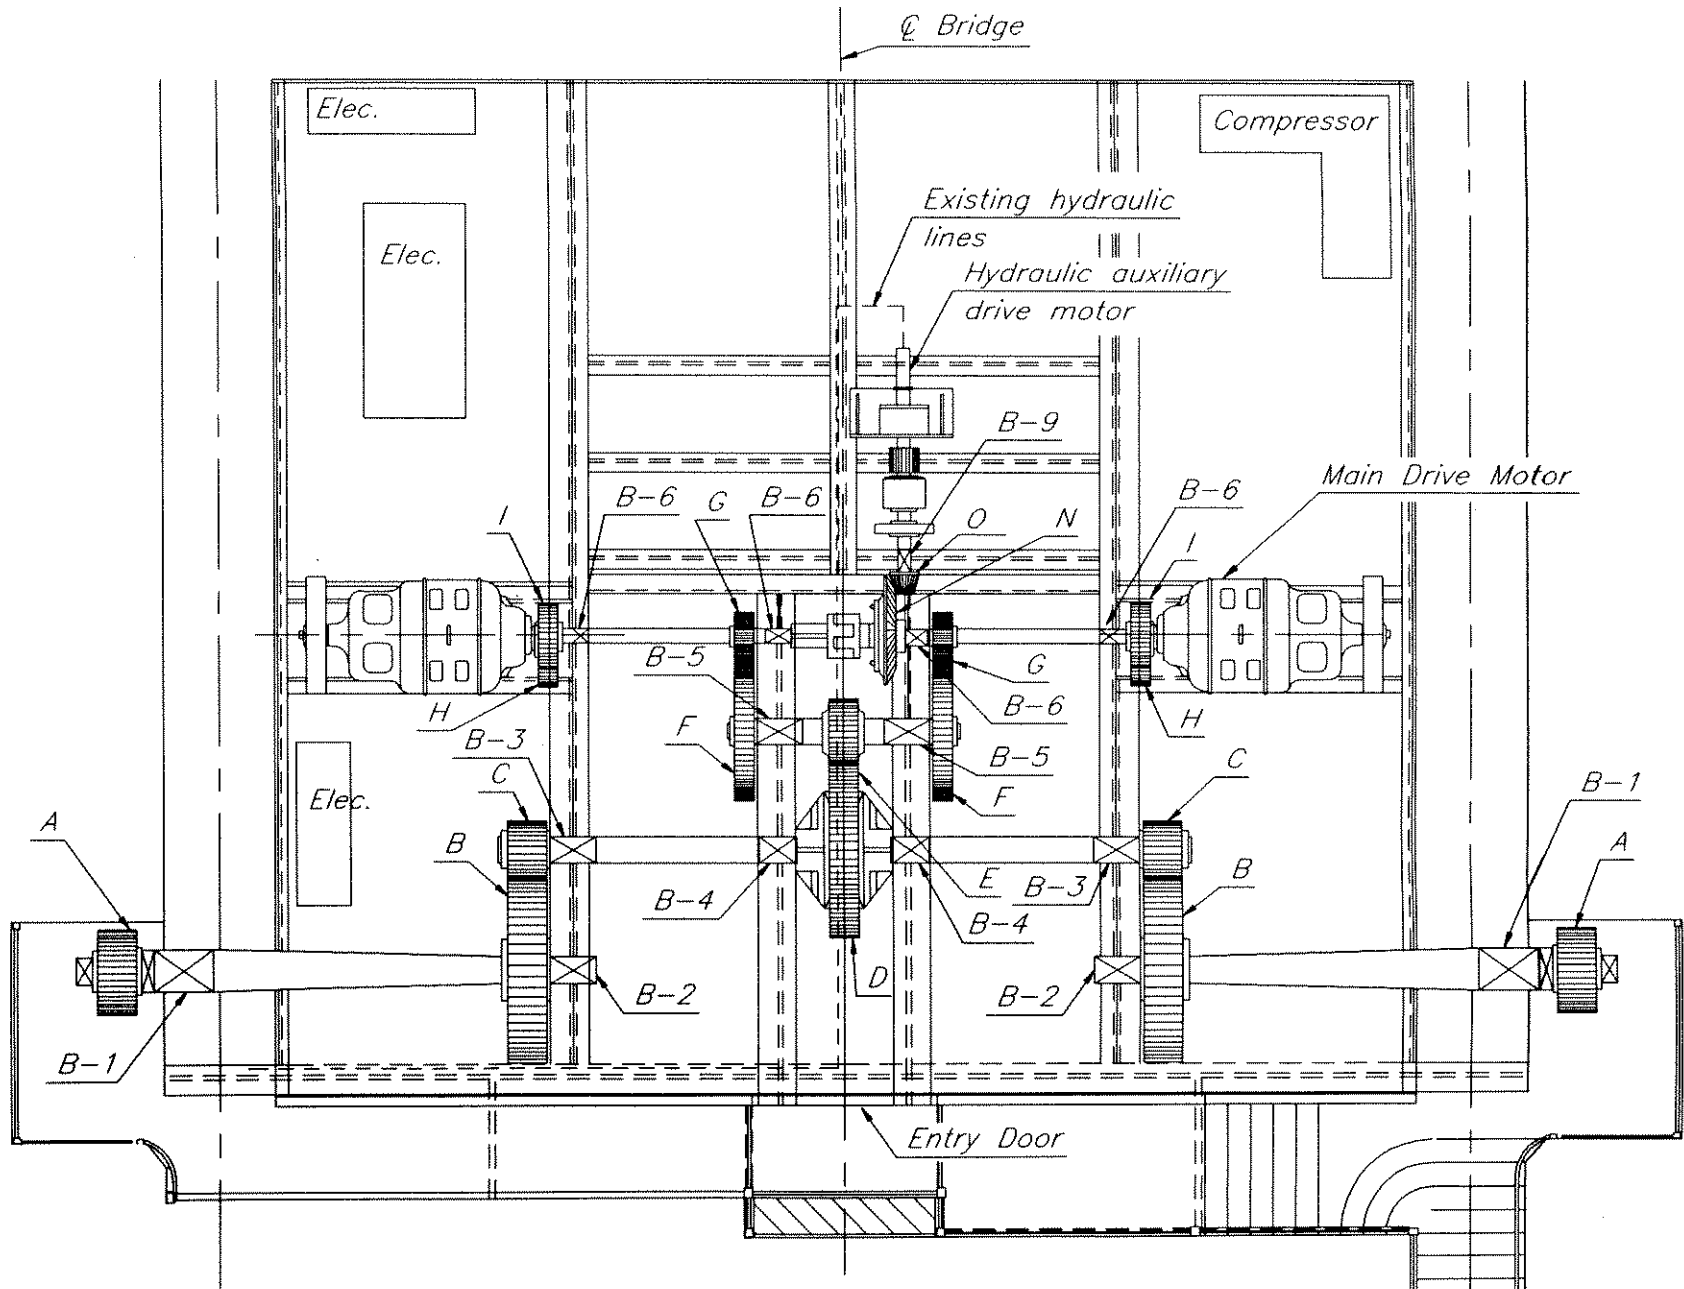 ℄ Bridge
Elec.
Compressor
Existing hydraulic
lines
Elec.
Hydraulic auxiliary
drive motor
B-9
Main Drive Motor
B-6
G
B-6
O
N
B-6
I
I
B-5
G
H
B-6
H
F
B-3
B-5
C
C
Elec.
F
B-1
A
A
B
E
B-3
B
B-4
B-4
D
B-2
B-2
B-1
Entry Door